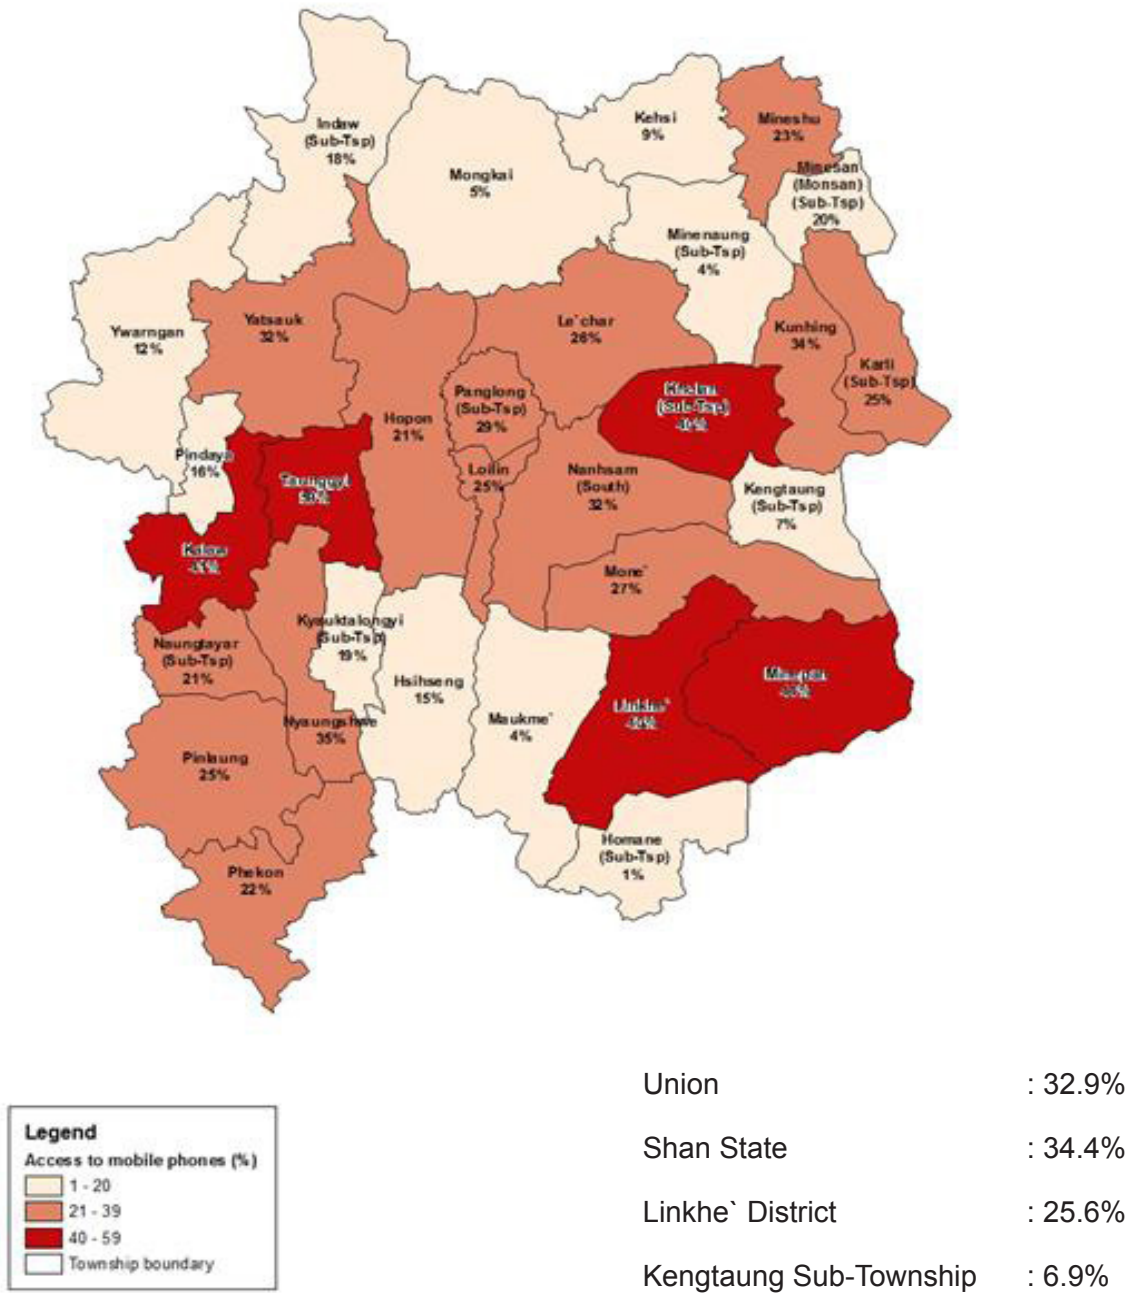 Indaw
(Sub-Tsp)
18%
Kehsi
9%
Mineshu
23%
Mongkai
5%
Minesan
(Monsan)
(Sub-Tsp)
20%
Minenaung
(Sub-Tsp)
4%
Ywarngan
12%
Yatsauk
32%
Le`char
26%
Kunhing
34%
Karli
(Sub-Tsp)
25%
Panglong
(Sub-Tsp)
29%
Kholan
(Sub-Tsp)
Hopon
21%
Pindaya
16%
Taunggyi
Loilin
25%
Nanhsam
(South)
32%
Kengtaung
(Sub-Tsp)
7%
Kalaw
Mone`
27%
Kyauktalongyi
(Sub-Tsp)
19%
Naungtayar
(Sub-Tsp)
21%
Hsihseng
15%
Minepan
Linkhe`
Maukme`
4%
Nyaungshwe
35%
Pinlaung
25%
Homane
(Sub-Tsp)
1%
Phekon
22%
Legend
Access to mobile phones (%)
1 - 20
21 - 39
40 - 59
Township boundary
Union : 32.9%
Shan State : 34.4%
Linkhe` District : 25.6%
Kengtaung Sub-Township : 6.9%